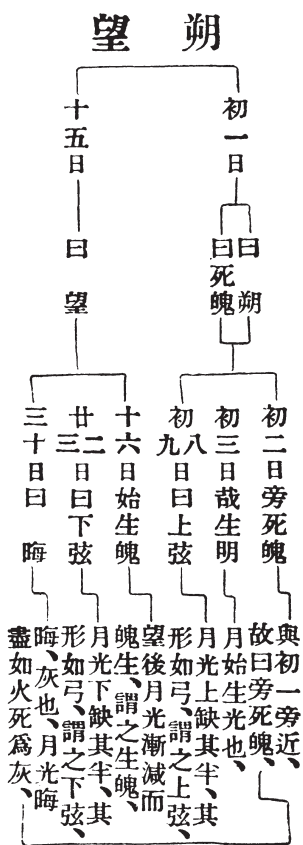 朔望
初一日
曰朔
曰死魄
十五日
曰望
初二日旁死魄
初三日哉生明
初八九日曰上弦
十六日始生魄
廿二三日曰下弦
三十日曰晦
與初一旁近、
故曰旁死魄、
月始生光也、
月光上缺其半、其
形如弓、謂之上弦、
望後月光漸減而
魄生、謂之生魄、
月光下缺其半、其
形如弓、謂之下弦、
晦、灰也、月光晦
盡如火死爲灰、